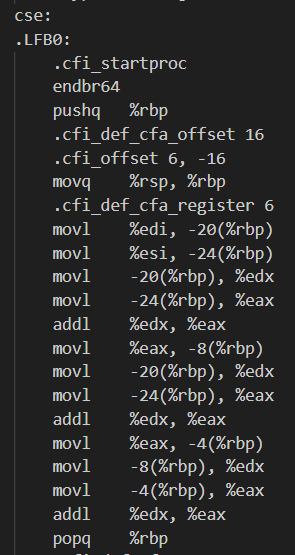 cse:
.LFB0:
.cfi_startproc
endbr64
pushq %rbp
.cfi_def_cfa_offset 16
.cfi_offset 6, -16
movq %rsp, %rbp
.cfi_def_cfa_register 6
movl %edi, -20(%rbp)
movl %esi, -24(%rbp)
movl -20(%rbp), %edx
movl -24(%rbp), %eax
addl %edx, %eax
movl %eax, -8(%rbp)
movl -20(%rbp), %edx
movl -24(%rbp), %eax
addl %edx, %eax
movl %eax, -4(%rbp)
movl -8(%rbp), %edx
movl -4(%rbp), %eax
addl %edx, %eax
popq %rbp